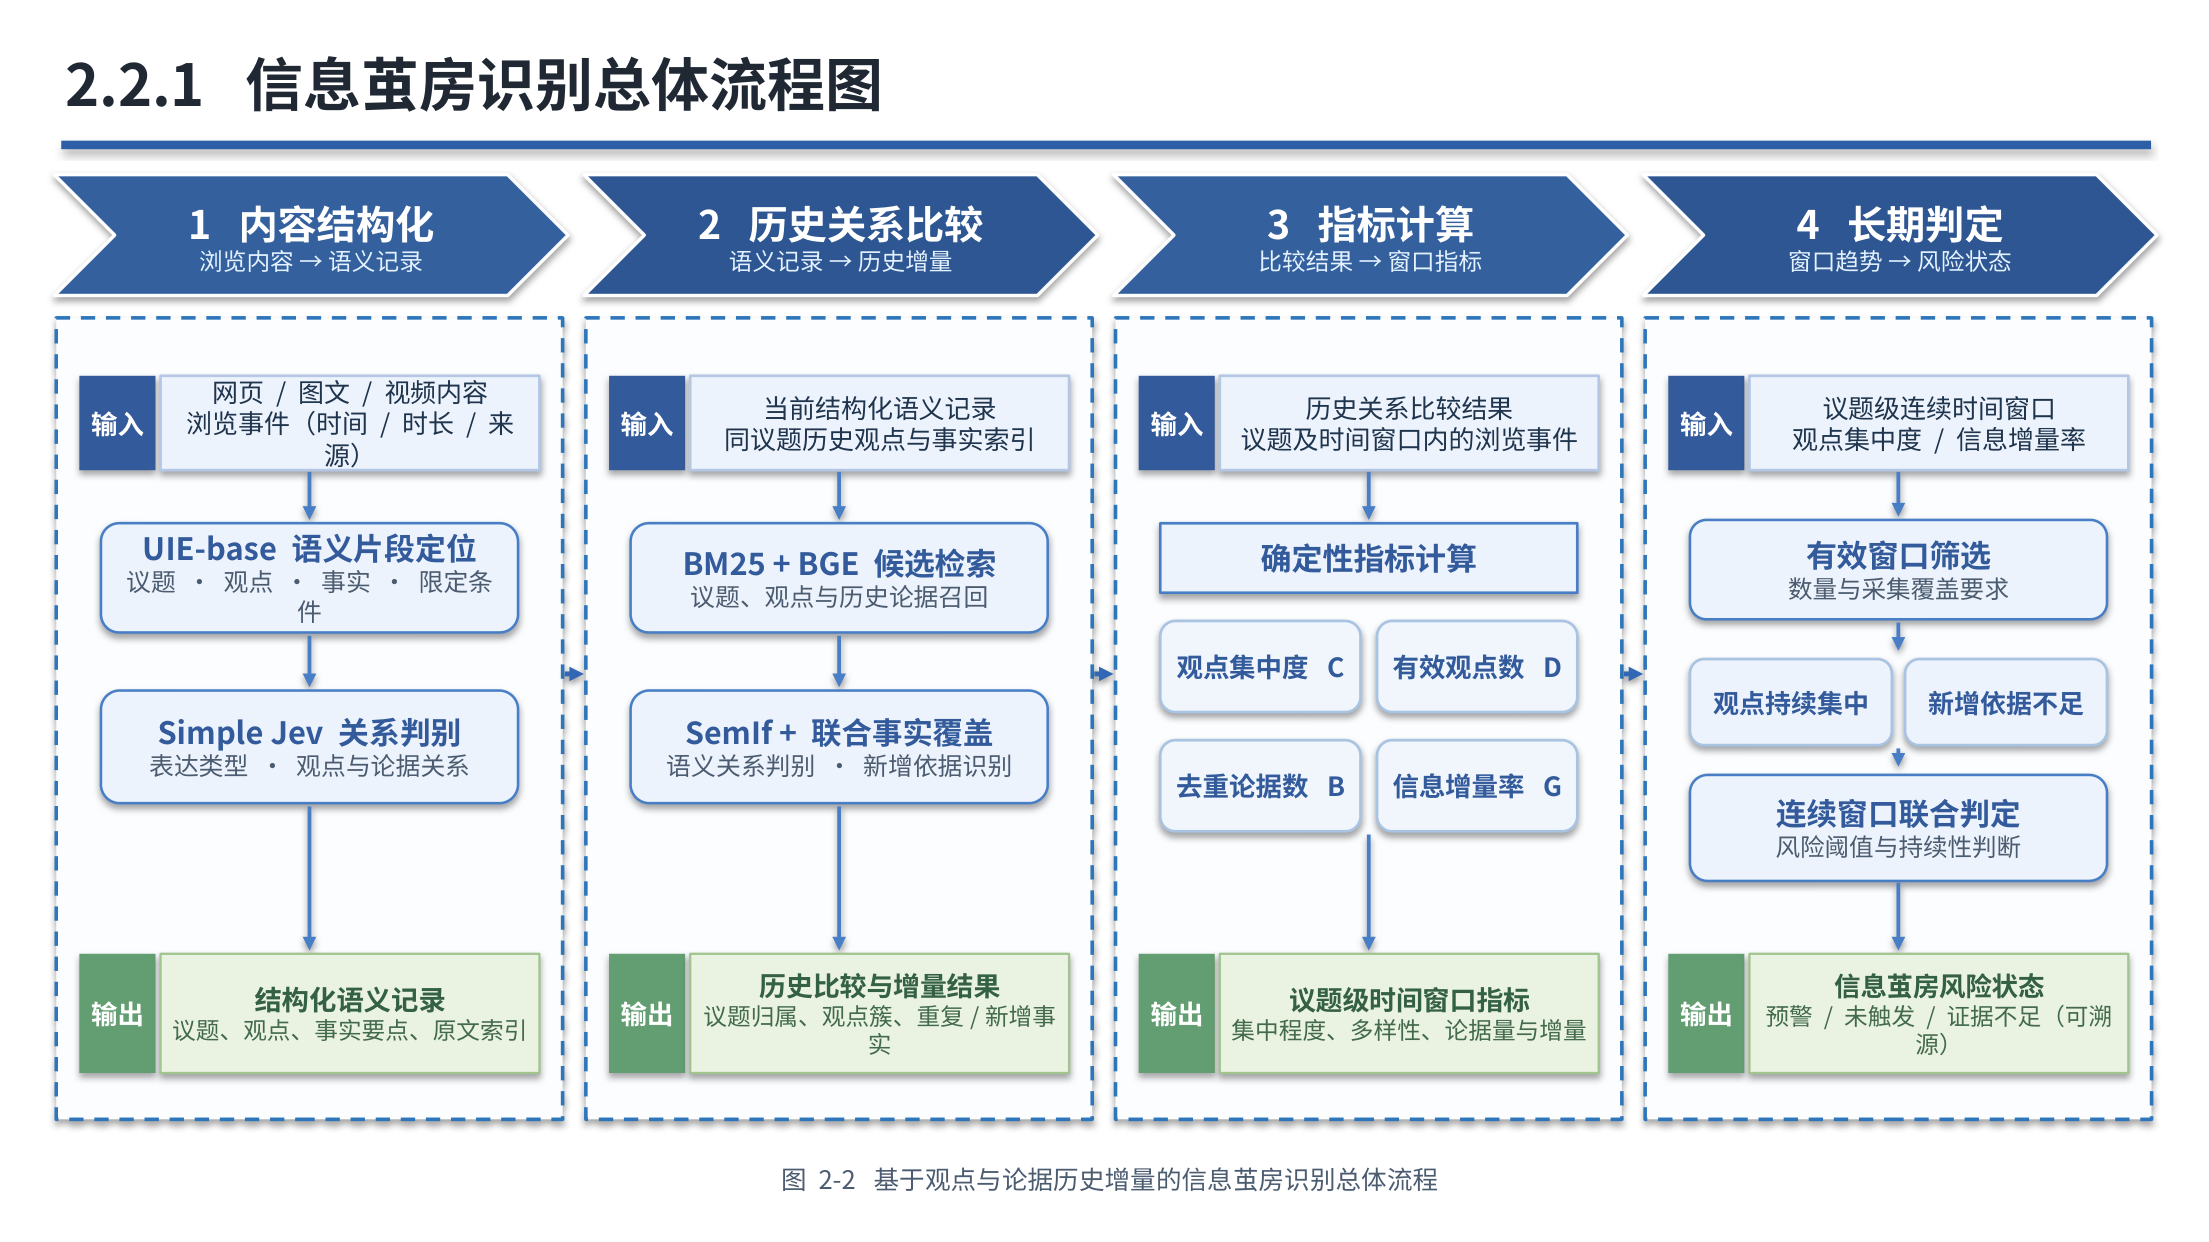 2.2.1 信息茧房识别总体流程图
1 内容结构化
浏览内容 → 语义记录
2 历史关系比较
语义记录 → 历史增量
3 指标计算
比较结果 → 窗口指标
4 长期判定
窗口趋势 → 风险状态
输入
网页 / 图文 / 视频内容
浏览事件（时间 / 时长 / 来
源）
UIE-base 语义片段定位
议题 · 观点 · 事实 · 限定条
件
Simple Jev 关系判别
表达类型 · 观点与论据关系
输出
结构化语义记录
议题、观点、事实要点、原文索引
输入
当前结构化语义记录
同议题历史观点与事实索引
BM25 + BGE 候选检索
议题、观点与历史论据召回
SemIf + 联合事实覆盖
语义关系判别 · 新增依据识别
输出
历史比较与增量结果
议题归属、观点簇、重复 / 新增事
实
输入
历史关系比较结果
议题及时间窗口内的浏览事件
确定性指标计算
观点集中度 C
有效观点数 D
去重论据数 B
信息增量率 G
输出
议题级时间窗口指标
集中程度、多样性、论据量与增量
输入
议题级连续时间窗口
观点集中度 / 信息增量率
有效窗口筛选
数量与采集覆盖要求
观点持续集中
新增依据不足
连续窗口联合判定
风险阈值与持续性判断
输出
信息茧房风险状态
预警 / 未触发 / 证据不足（可溯
源）
图 2-2 基于观点与论据历史增量的信息茧房识别总体流程